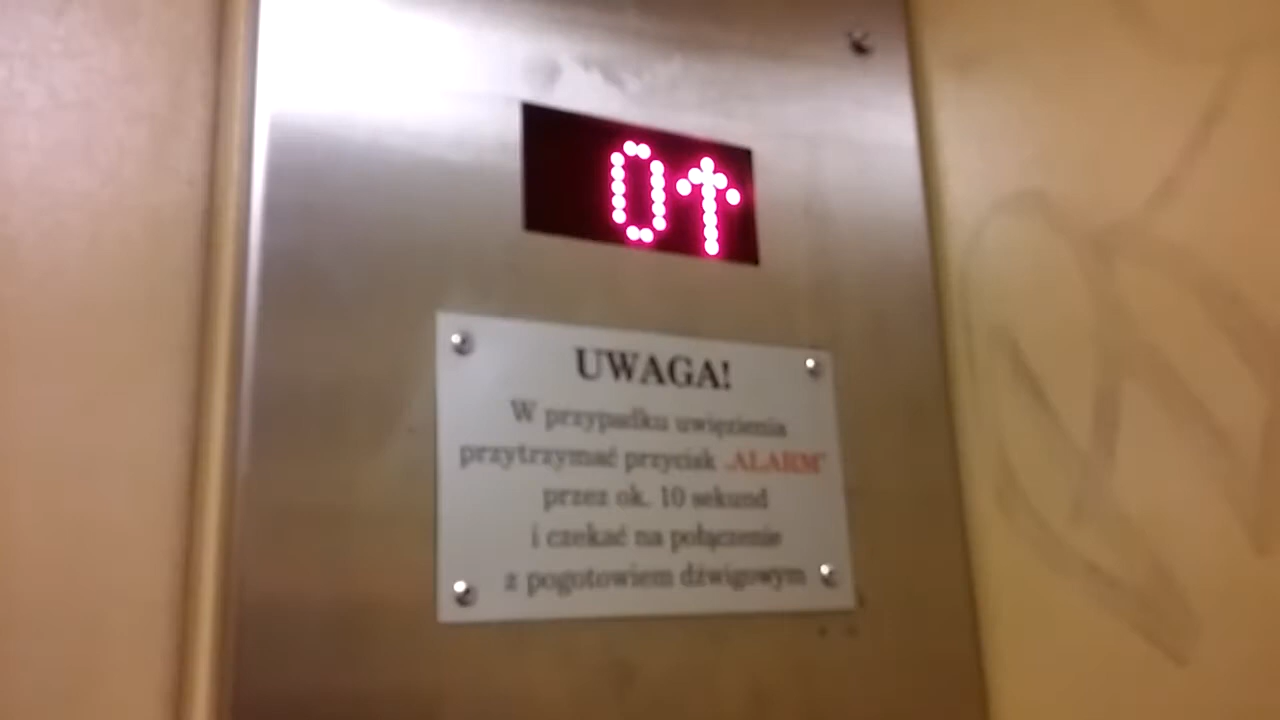 0↑
UWAGA!
W przypadku uwięzienia
przytrzymać przycisk „ALARM"
przez ok. 10 sekund
i czekać na połączenie
z pogotowiem dźwigowym